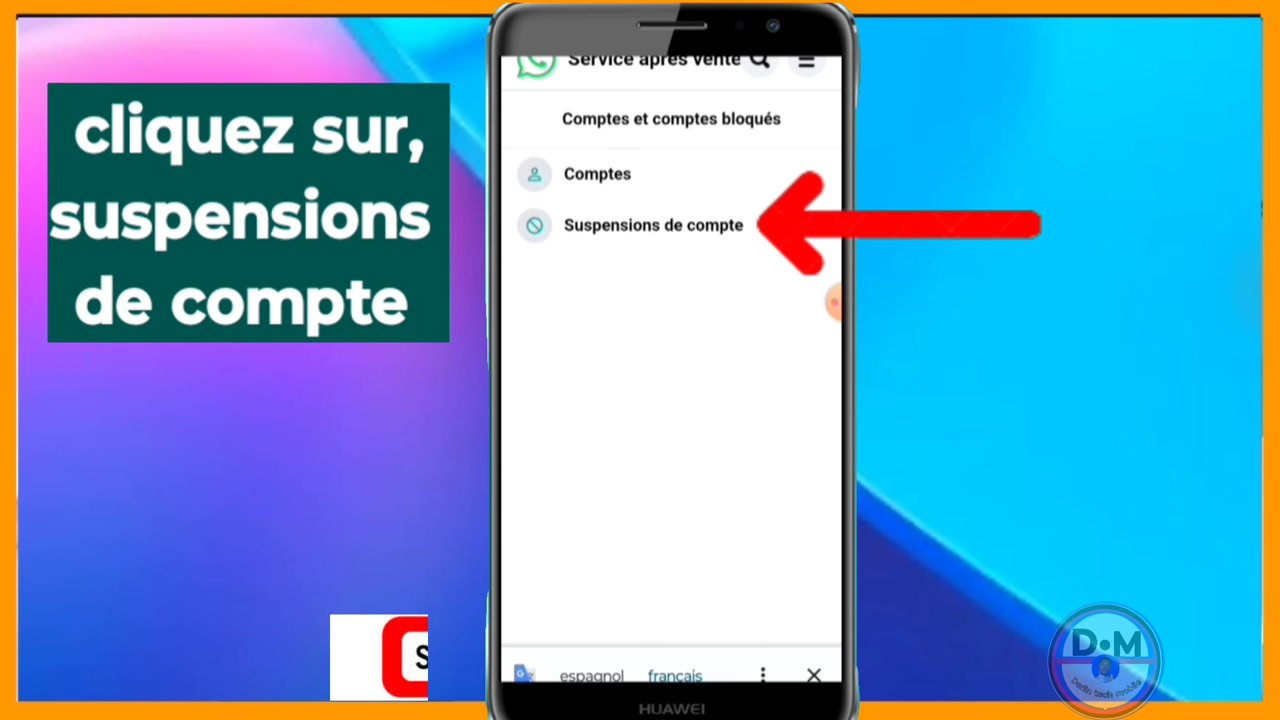 cliquez sur,
suspensions
de compte
Service après vente
Comptes et comptes bloqués
Comptes
Suspensions de compte
espagnol français
HUAWEI
S
D•M